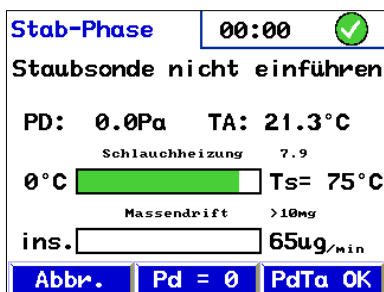 Stab-Phase 00:00
Staubsonde nicht einführen
PD: 0.0Pa TA: 21.3°C
Schlauchheizung 7.9
0°C Ts= 75°C
Massendrift >10mg
ins. 65ug/min
Abbr. Pd = 0 PdTa OK